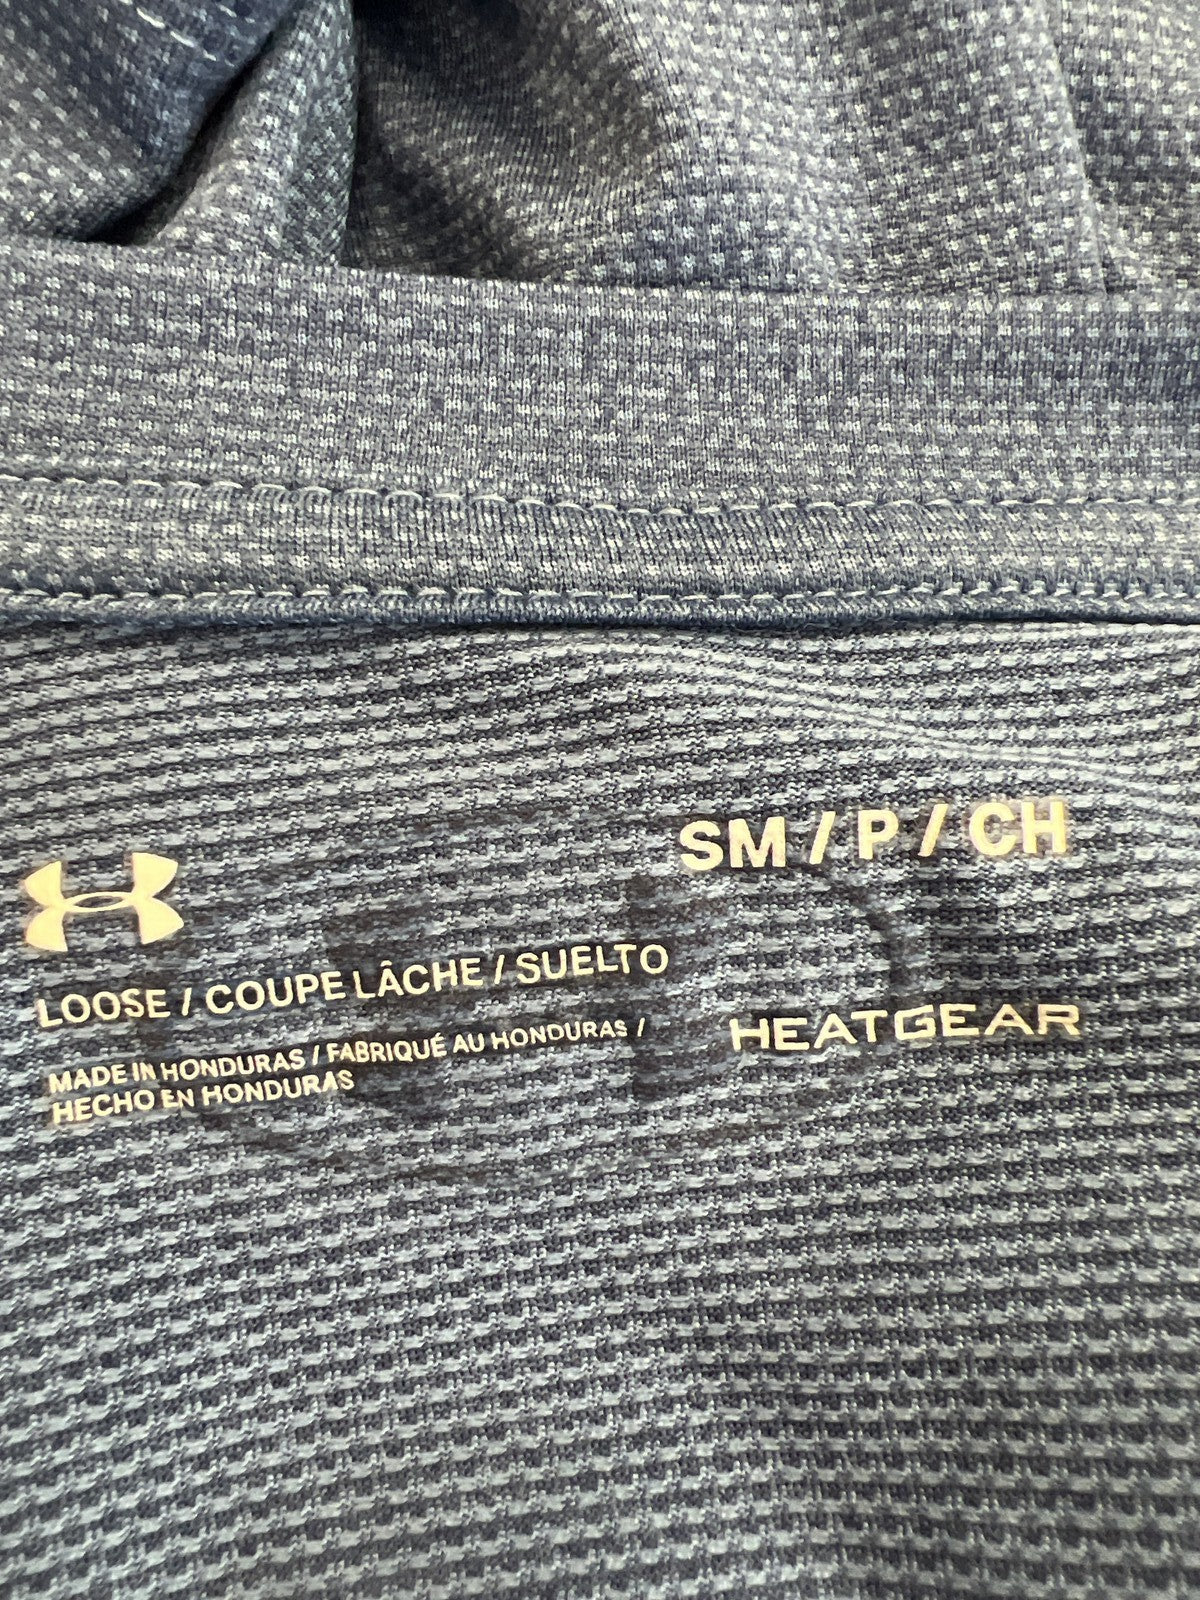 SM / P / CH
LOOSE / COUPE LÂCHE / SUELTO
HEATGEAR
MADE IN HONDURAS / FABRIQUÉ AU HONDURAS /
HECHO EN HONDURAS